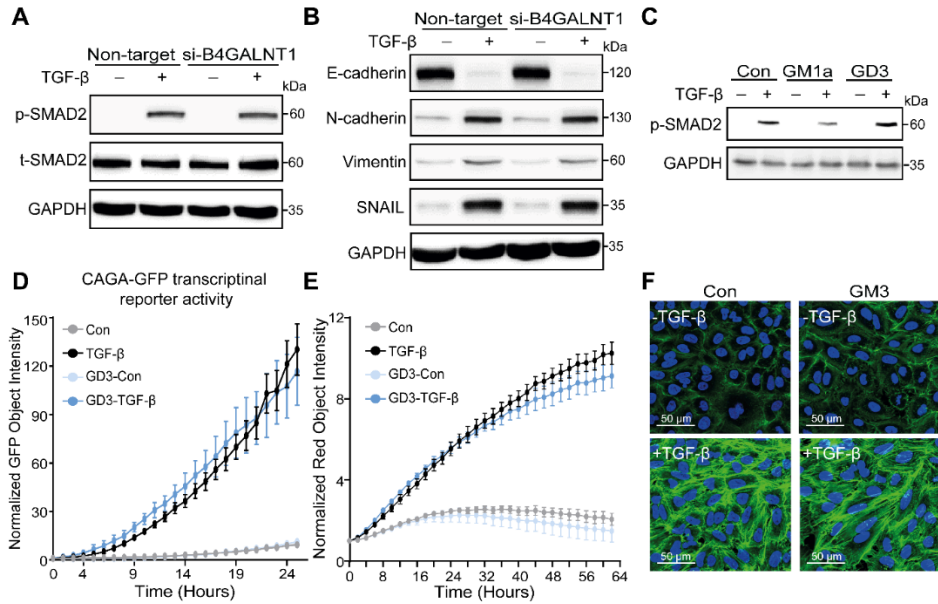 A
Non-target si-B4GALNT1
TGF-β – + – + kDa
p-SMAD2 60
t-SMAD2 60
GAPDH 35
B
Non-target si-B4GALNT1
TGF-β – + – + kDa
E-cadherin 120
N-cadherin 130
Vimentin 60
SNAIL 35
GAPDH 35
C
Con GM1a GD3
TGF-β – + – + – + kDa
p-SMAD2 60
GAPDH 35
D
CAGA-GFP transcriptinal
reporter activity
Normalized GFP Object Intensity
150
120
90
60
30
10
0
Con
TGF-β
GD3-Con
GD3-TGF-β
0 4 9 14 19 24
Time (Hours)
E
Normalized Red Object Intensity
12
8
4
2
0
Con
TGF-β
GD3-Con
GD3-TGF-β
0 8 16 24 32 40 48 56 64
Time (Hours)
F
Con GM3
-TGF-β -TGF-β
50 µm 50 µm
+TGF-β +TGF-β
50 µm 50 µm